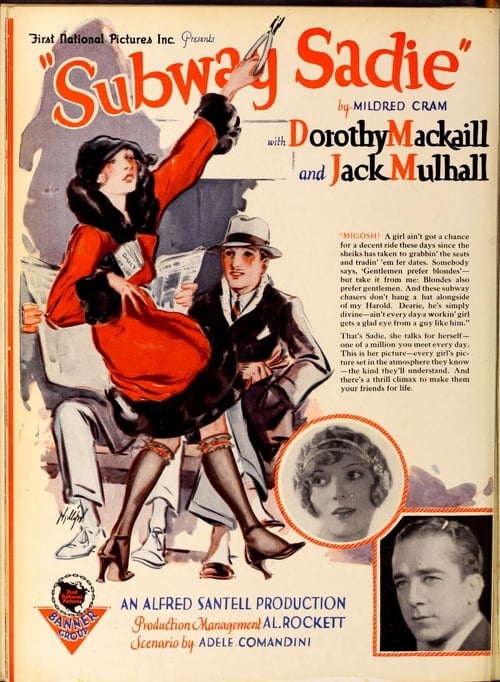 First National Pictures Inc. Presents
"Subway Sadie"
by MILDRED CRAM
with Dorothy Mackaill
and Jack Mulhall
"MIGOSH! A girl ain't got a chance
for a decent ride these days since the
sheiks has taken to grabbin' the seats
and tradin' 'em fer dates. Somebody
says, 'Gentlemen prefer blondes'—
but take it from me: Blondes also
prefer gentlemen. And these subway
chasers don't hang a hat alongside
of my Harold. Dearie, he's simply
divine—ain't every day a workin' girl
gets a glad eye from a guy like him."
That's Sadie, she talks for herself—
one of a million you meet every day.
This is her picture—every girl's pic-
ture set in the atmosphere they know
—the kind they'll understand. And
there's a thrill climax to make them
your friends for life.
DAILY
First
National
Pictures
BANNER
GROUP
AN ALFRED SANTELL PRODUCTION
Production Management AL. ROCKETT
Scenario by ADELE COMANDINI